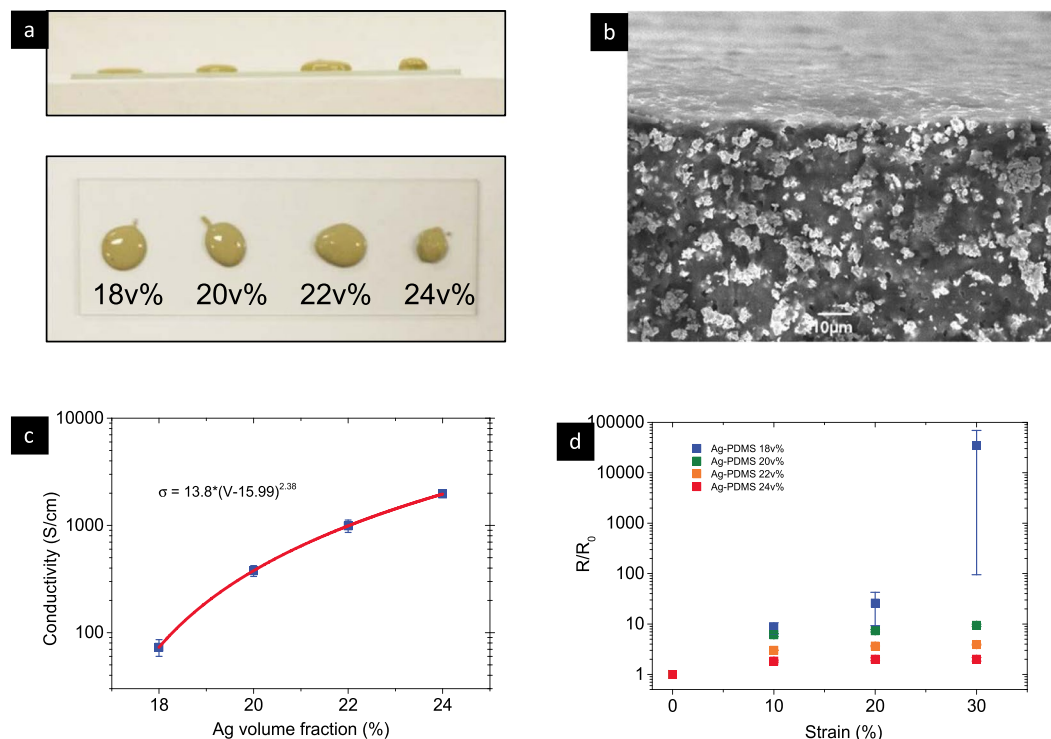 a
18v% 20v% 22v% 24v%
b
10µm
c
Conductivity (S/cm)
10000
1000
100
σ = 13.8*(V-15.99)^2.38
18 20 22 24
Ag volume fraction (%)
d
R/R₀
100000
10000
1000
100
10
1
Ag-PDMS 18v%
Ag-PDMS 20v%
Ag-PDMS 22v%
Ag-PDMS 24v%
0 10 20 30
Strain (%)